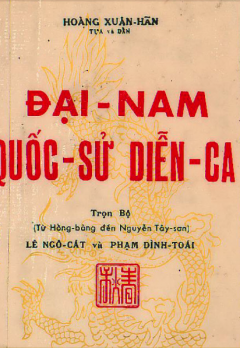 HOÀNG XUÂN-HÃN
TỰA và DẪN
ĐẠI-NAM
QUỐC-SỬ DIỄN-CA
Trọn Bộ
(Từ Hồng-bàng đến Nguyễn Tây-sơn)
LÊ NGÔ-CÁT và PHẠM ĐÌNH-TOÁI